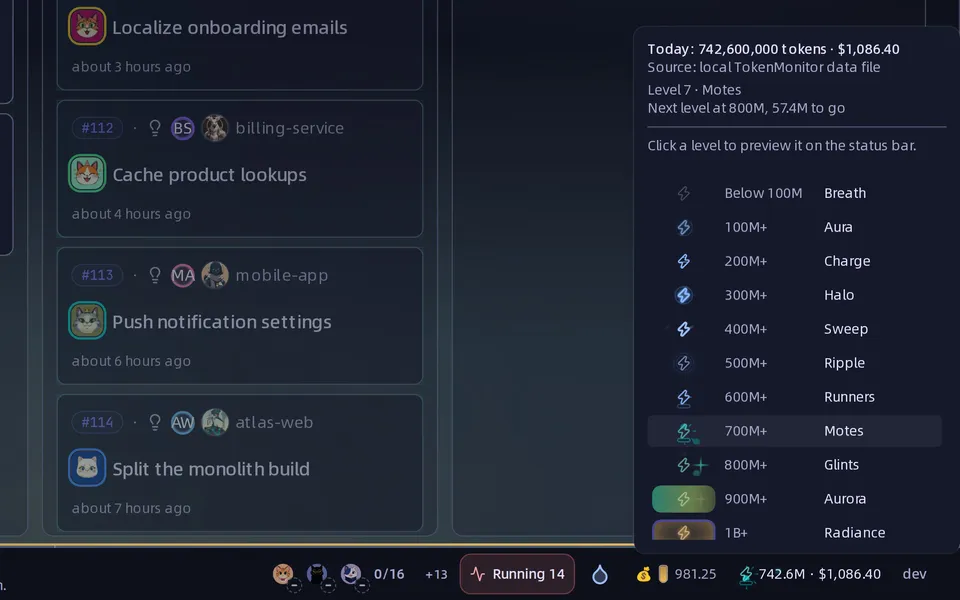 Localize onboarding emails
about 3 hours ago
#112 · BS billing-service
Cache product lookups
about 4 hours ago
#113 · MA mobile-app
Push notification settings
about 6 hours ago
#114 · AW atlas-web
Split the monolith build
about 7 hours ago
Today: 742,600,000 tokens · $1,086.40
Source: local TokenMonitor data file
Level 7 · Motes
Next level at 800M, 57.4M to go
Click a level to preview it on the status bar.
Below 100M Breath
100M+ Aura
200M+ Charge
300M+ Halo
400M+ Sweep
500M+ Ripple
600M+ Runners
700M+ Motes
800M+ Glints
900M+ Aurora
1B+ Radiance
0/16 +13 Running 14 981.25 742.6M · $1,086.40 dev